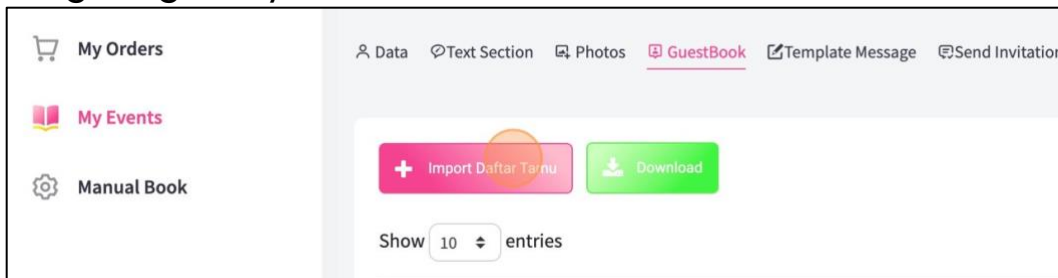 My Orders
Data Text Section Photos GuestBook Template Message Send Invitation
My Events
Import Daftar Tamu Download
Manual Book
Show 10 entries